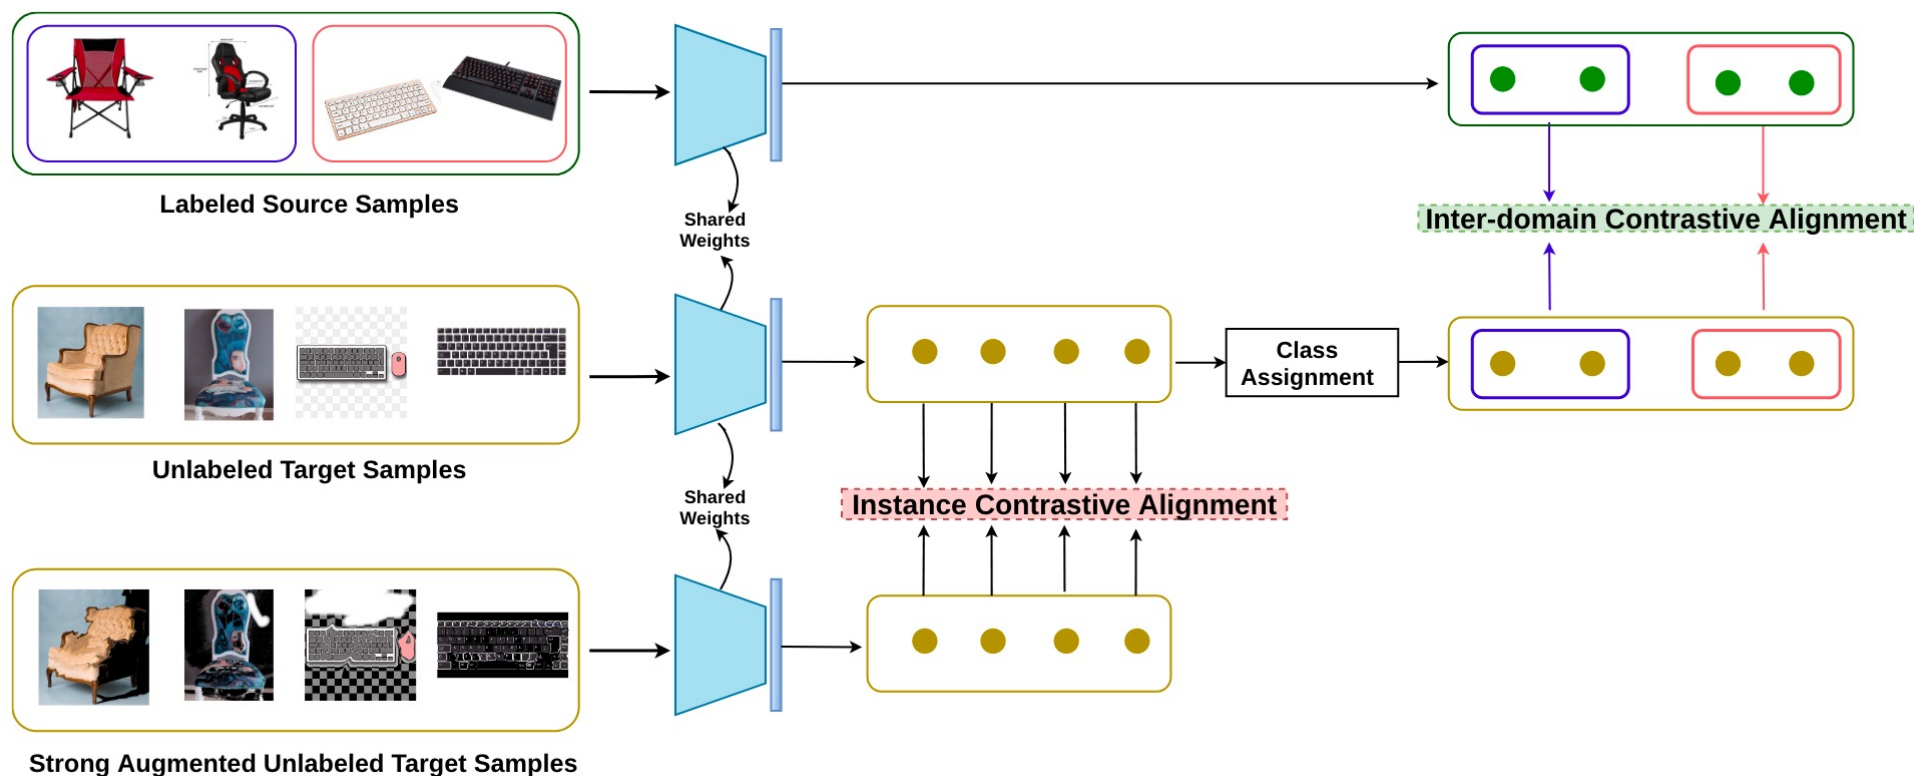 Labeled Source Samples
Shared
Weights
Inter-domain Contrastive Alignment
Class
Assignment
Unlabeled Target Samples
Shared
Weights
Instance Contrastive Alignment
Strong Augmented Unlabeled Target Samples